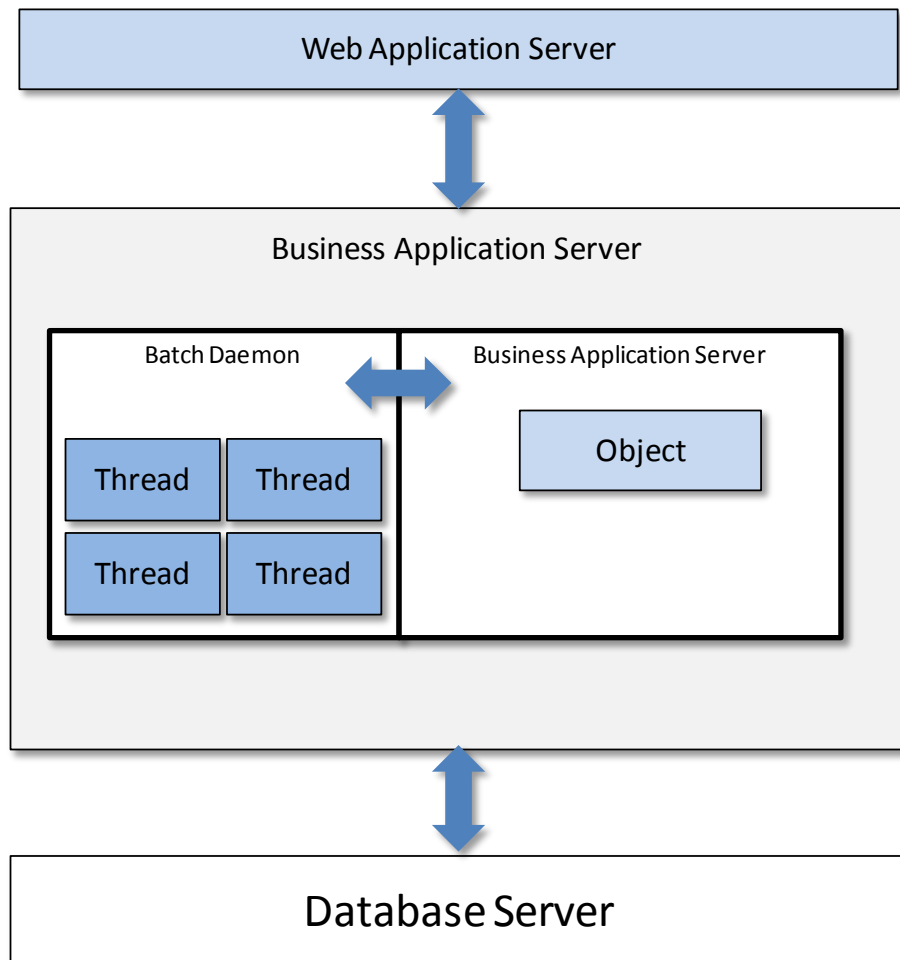 Web Application Server
Business Application Server
Batch Daemon
Business Application Server
Object
Thread
Thread
Thread
Thread
Database Server